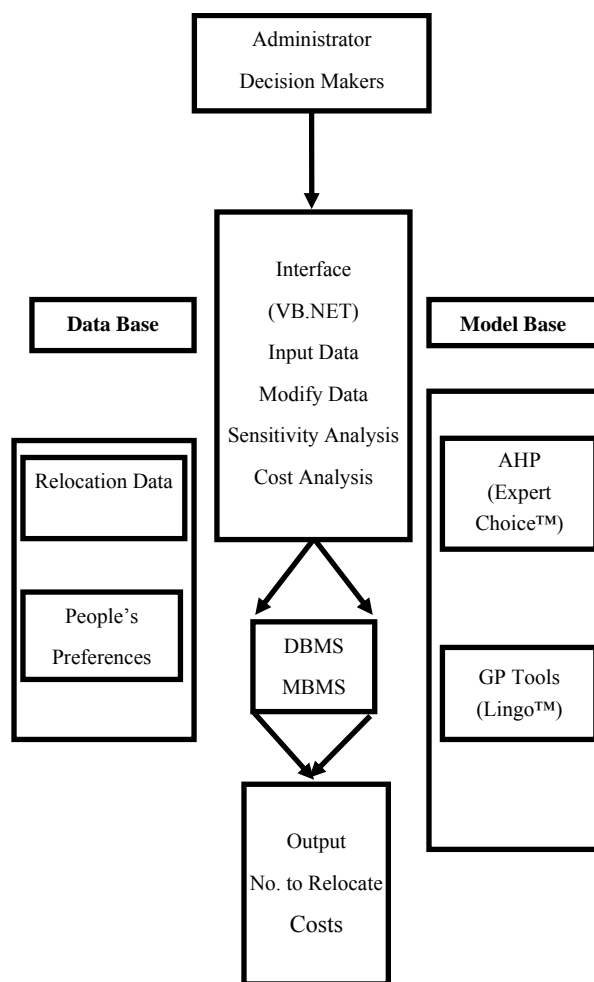 Administrator
Decision Makers
Interface
(VB.NET)
Input Data
Modify Data
Sensitivity Analysis
Cost Analysis
Data Base
Relocation Data
People’s
Preferences
Model Base
AHP
(Expert
Choice™)
GP Tools
(Lingo™)
DBMS
MBMS
Output
No. to Relocate
Costs